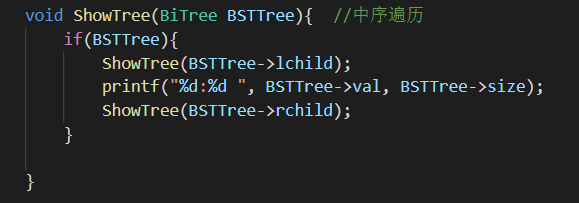 void ShowTree(BiTree BSTTree){  //中序遍历
    if(BSTTree){
        ShowTree(BSTTree->lchild);
        printf("%d:%d ", BSTTree->val, BSTTree->size);
        ShowTree(BSTTree->rchild);
    }
}